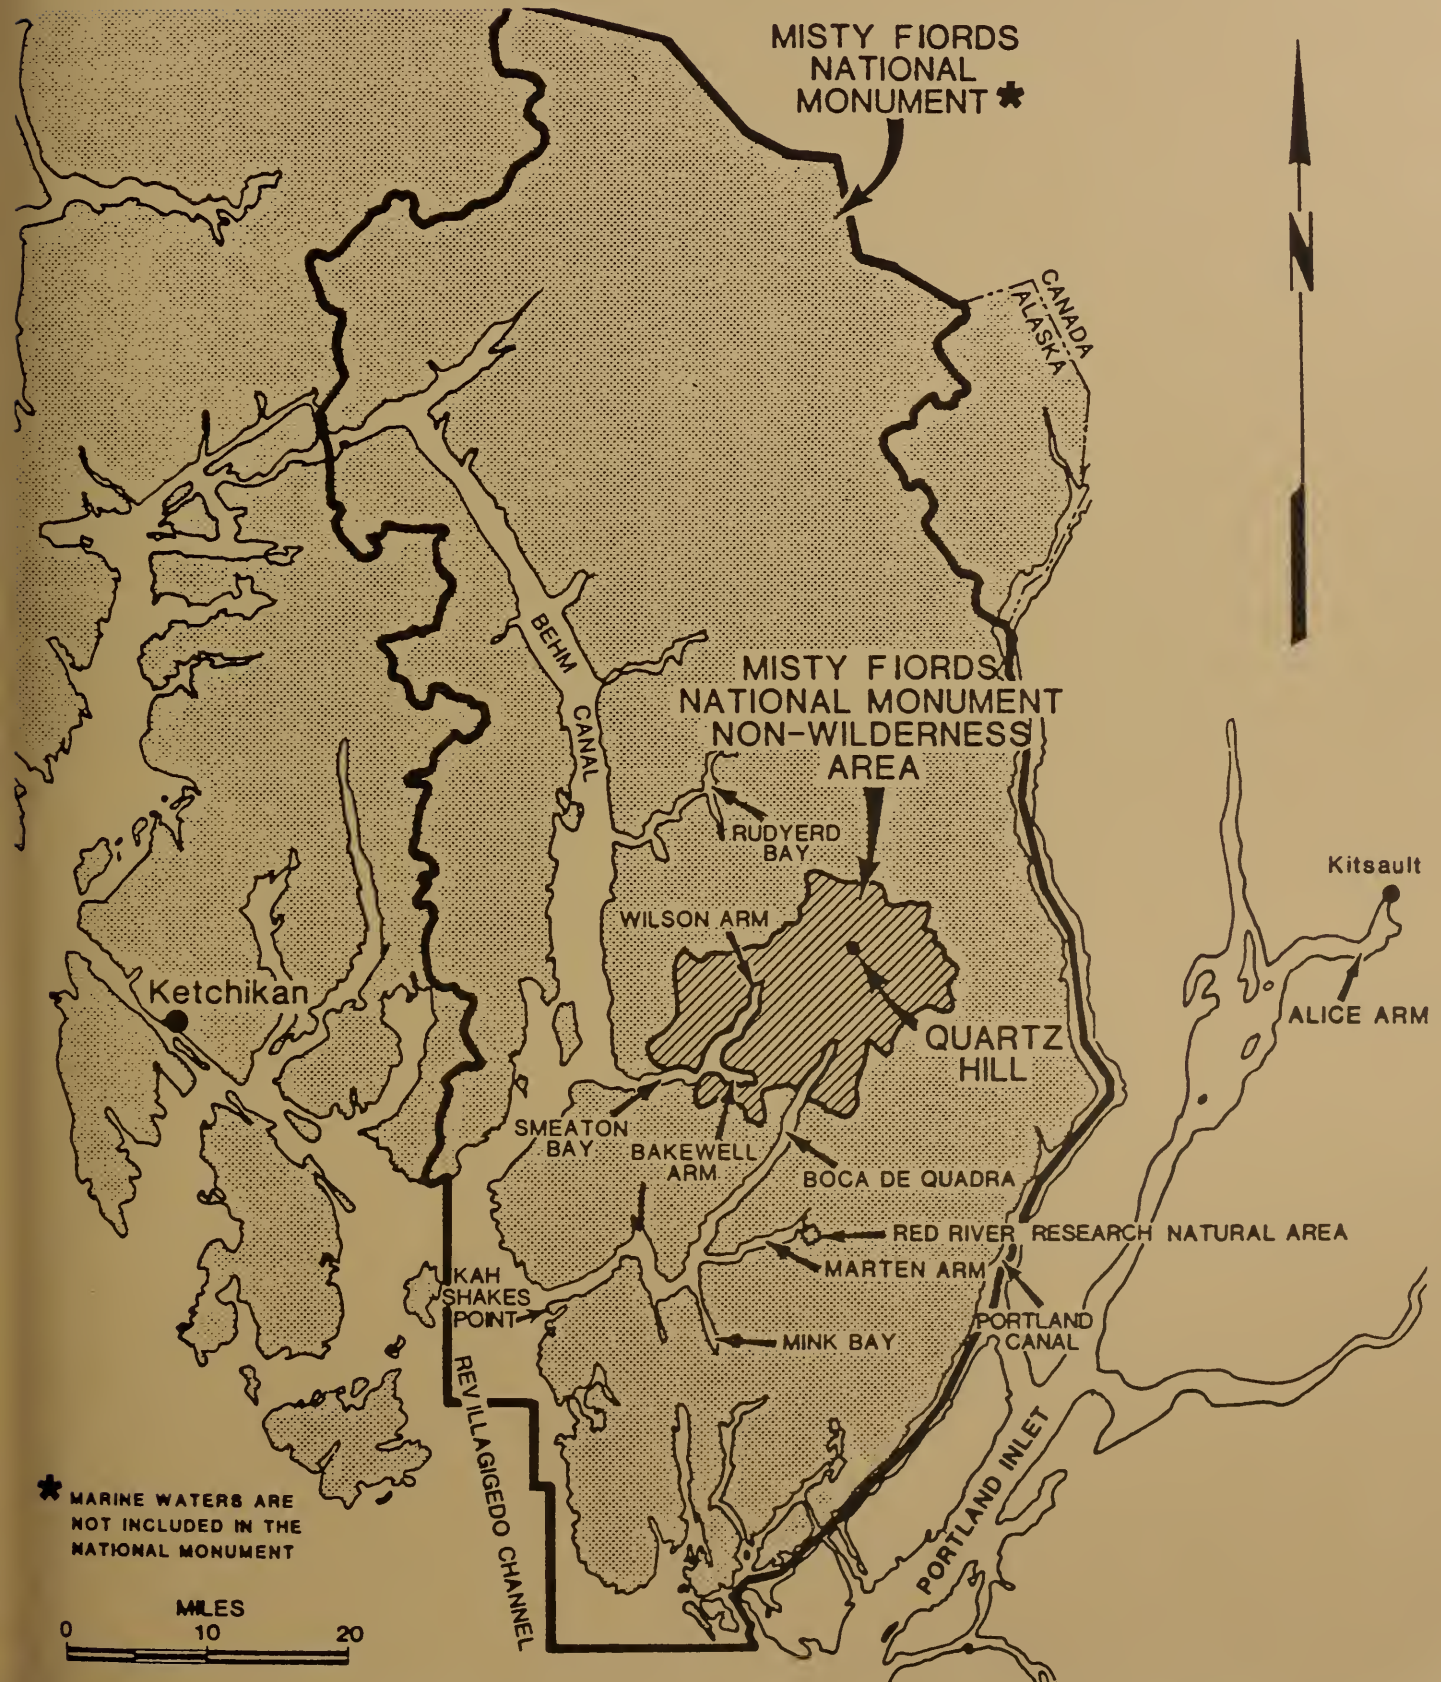 MISTY FIORDS
NATIONAL
MONUMENT *
N
CANADA
ALASKA
BEHM
CANAL
MISTY FIORDS
NATIONAL MONUMENT
NON-WILDERNESS
AREA
RUDYERD
BAY
Kitsault
WILSON ARM
Ketchikan
ALICE ARM
QUARTZ
HILL
SMEATON
BAY
BAKEWELL
ARM
BOCA DE QUADRA
RED RIVER RESEARCH NATURAL AREA
MARTEN ARM
KAH
SHAKES
POINT
PORTLAND
CANAL
MINK BAY
REVILLAGIGEDO CHANNEL
PORTLAND INLET
* MARINE WATERS ARE
NOT INCLUDED IN THE
NATIONAL MONUMENT
MILES
0 10 20